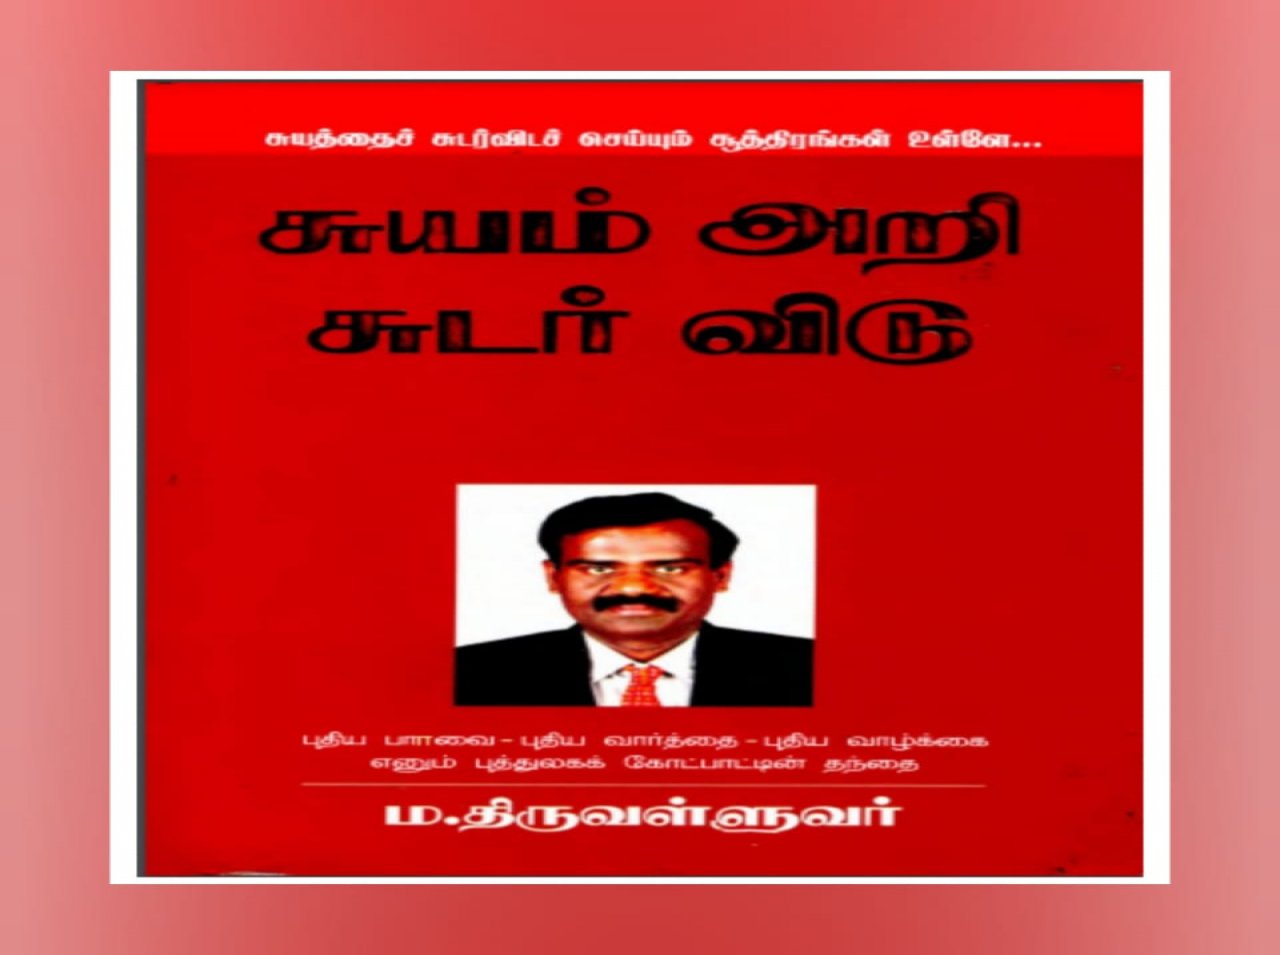 சுயத்தைச் சுடர்விடச் செய்யும் சூத்திரங்கள் உள்ளே...
சுயம் அறி
சுடர் விடு
புதிய பார்வை - புதிய வார்த்தை - புதிய வாழ்க்கை
எனும் புத்துலகக் கோட்பாட்டின் தந்தை
ம.திருவள்ளுவர்